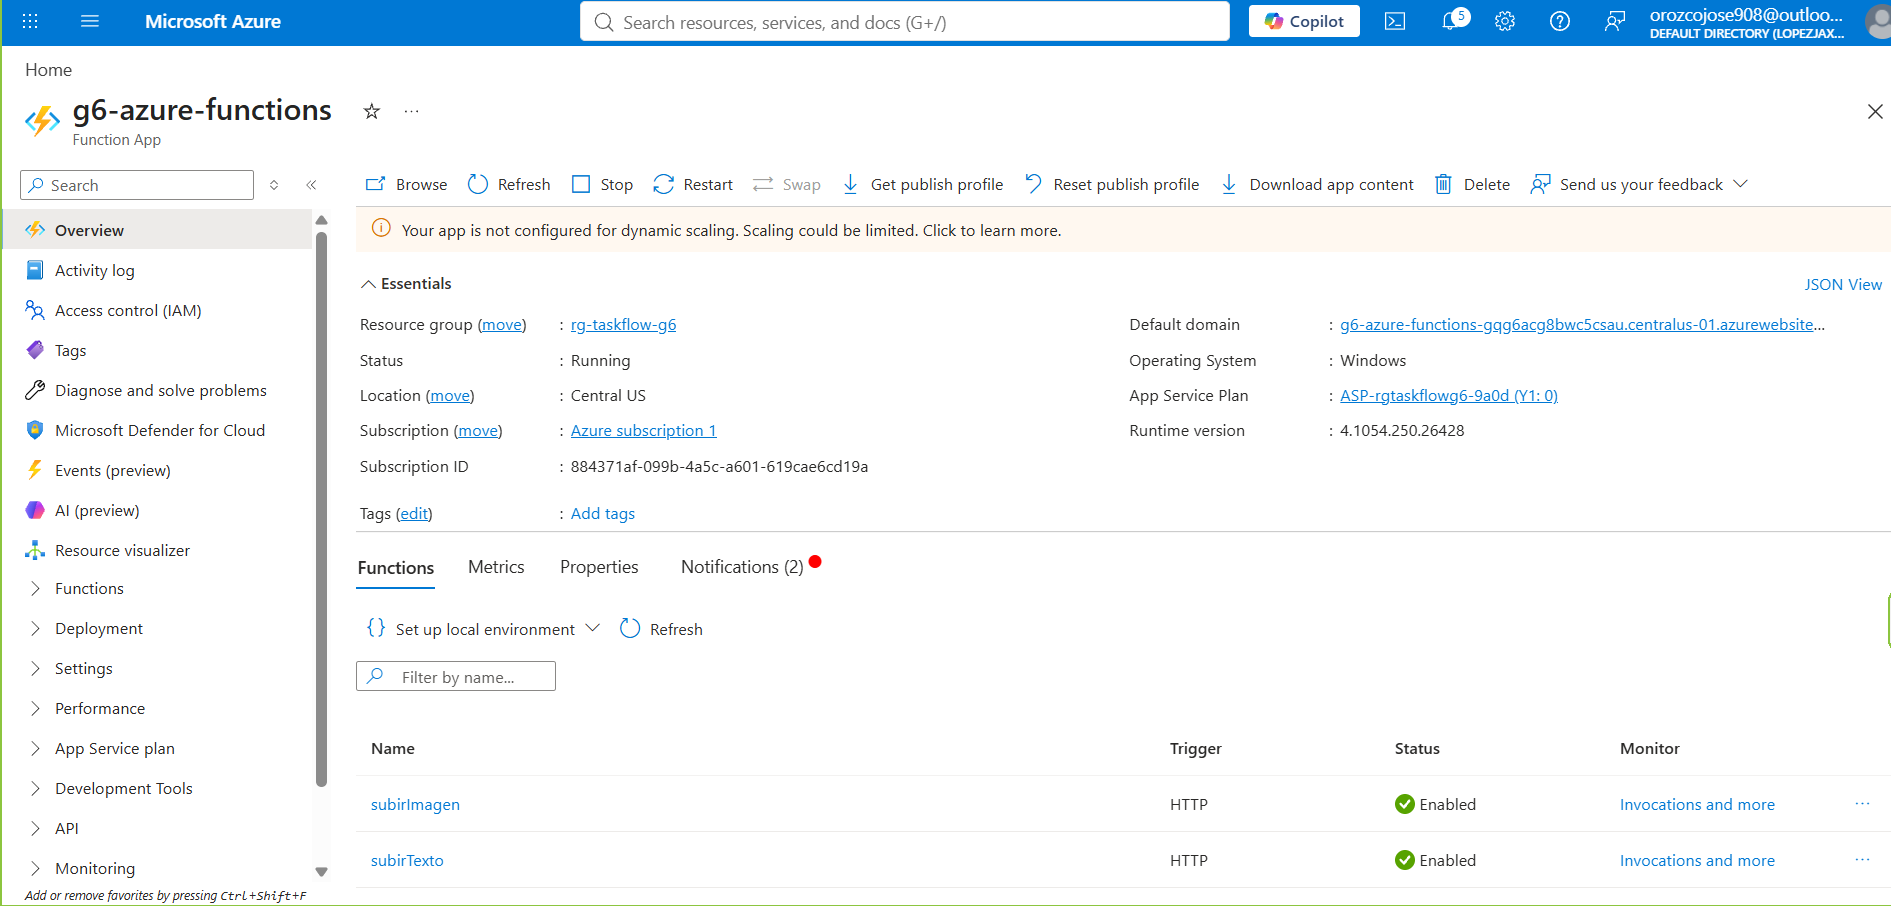 Microsoft Azure
Search resources, services, and docs (G+/)
Copilot
5
orozcojose908@outloo...
DEFAULT DIRECTORY (LOPEZJAX...
Home
g6-azure-functions
Function App
Search
Browse
Refresh
Stop
Restart
Swap
Get publish profile
Reset publish profile
Download app content
Delete
Send us your feedback
Overview
Activity log
Access control (IAM)
Tags
Diagnose and solve problems
Microsoft Defender for Cloud
Events (preview)
AI (preview)
Resource visualizer
Functions
Deployment
Settings
Performance
App Service plan
Development Tools
API
Monitoring
Add or remove favorites by pressing Ctrl+Shift+F
Your app is not configured for dynamic scaling. Scaling could be limited. Click to learn more.
Essentials
JSON View
Resource group (move) : rg-taskflow-g6
Status : Running
Location (move) : Central US
Subscription (move) : Azure subscription 1
Subscription ID : 884371af-099b-4a5c-a601-619cae6cd19a
Tags (edit) : Add tags
Default domain : g6-azure-functions-gqg6acg8bwc5csau.centralus-01.azurewebsite...
Operating System : Windows
App Service Plan : ASP-rgtaskflowg6-9a0d (Y1: 0)
Runtime version : 4.1054.250.26428
Functions
Metrics
Properties
Notifications (2)
Set up local environment
Refresh
Filter by name...
Name Trigger Status Monitor
subirImagen HTTP Enabled Invocations and more
subirTexto HTTP Enabled Invocations and more